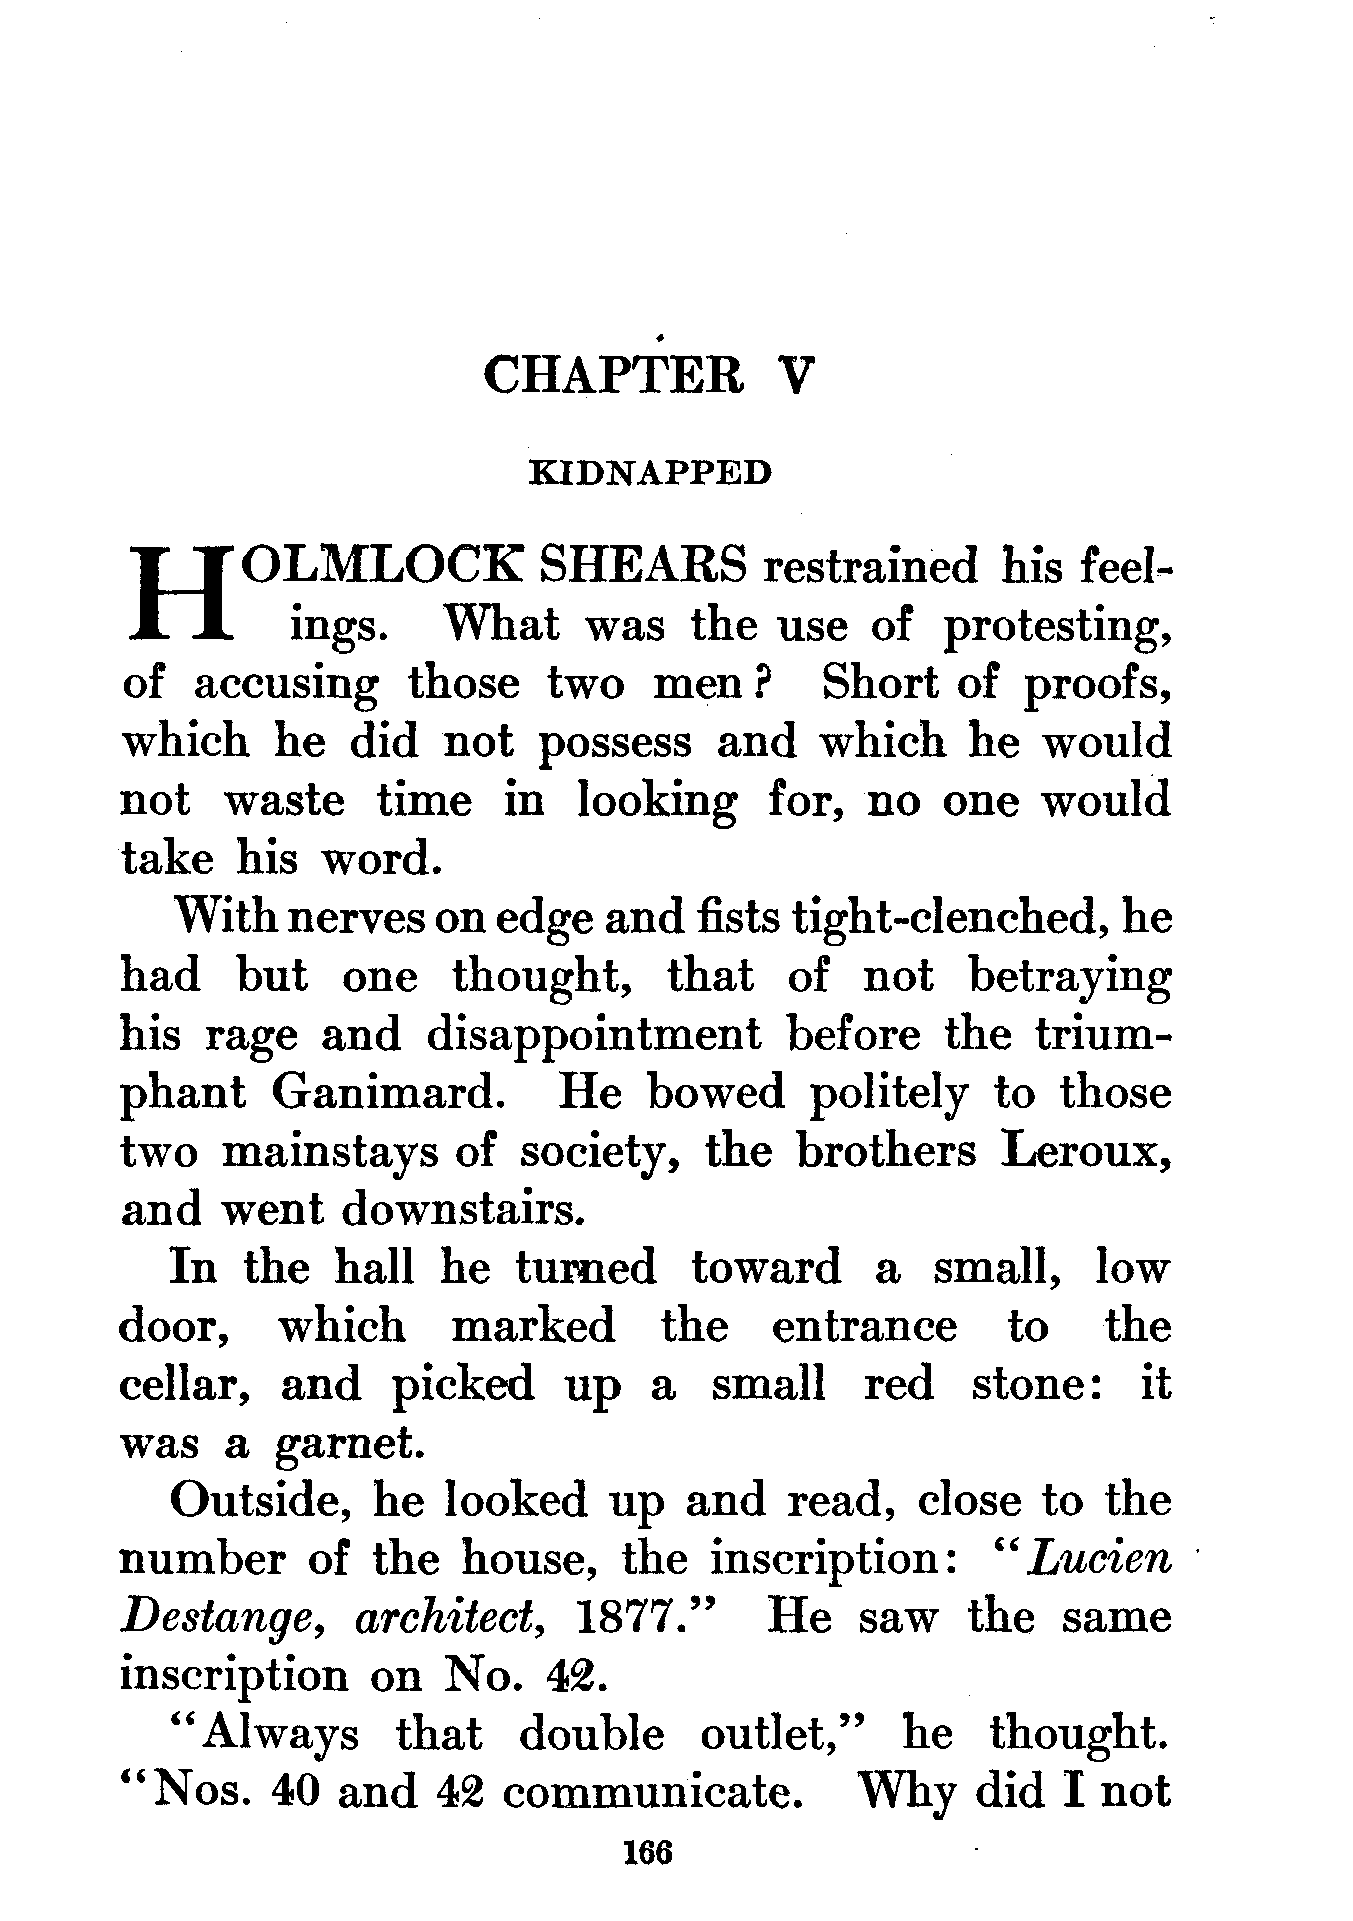 CHAPTER V
KIDNAPPED
HOLMLOCK SHEARS restrained his feel-
ings. What was the use of protesting,
of accusing those two men? Short of proofs,
which he did not possess and which he would
not waste time in looking for, no one would
take his word.
With nerves on edge and fists tight-clenched, he
had but one thought, that of not betraying
his rage and disappointment before the trium-
phant Ganimard. He bowed politely to those
two mainstays of society, the brothers Leroux,
and went downstairs.
In the hall he turned toward a small, low
door, which marked the entrance to the
cellar, and picked up a small red stone: it
was a garnet.
Outside, he looked up and read, close to the
number of the house, the inscription: "Lucien
Destange, architect, 1877." He saw the same
inscription on No. 42.
"Always that double outlet," he thought.
"Nos. 40 and 42 communicate. Why did I not
166